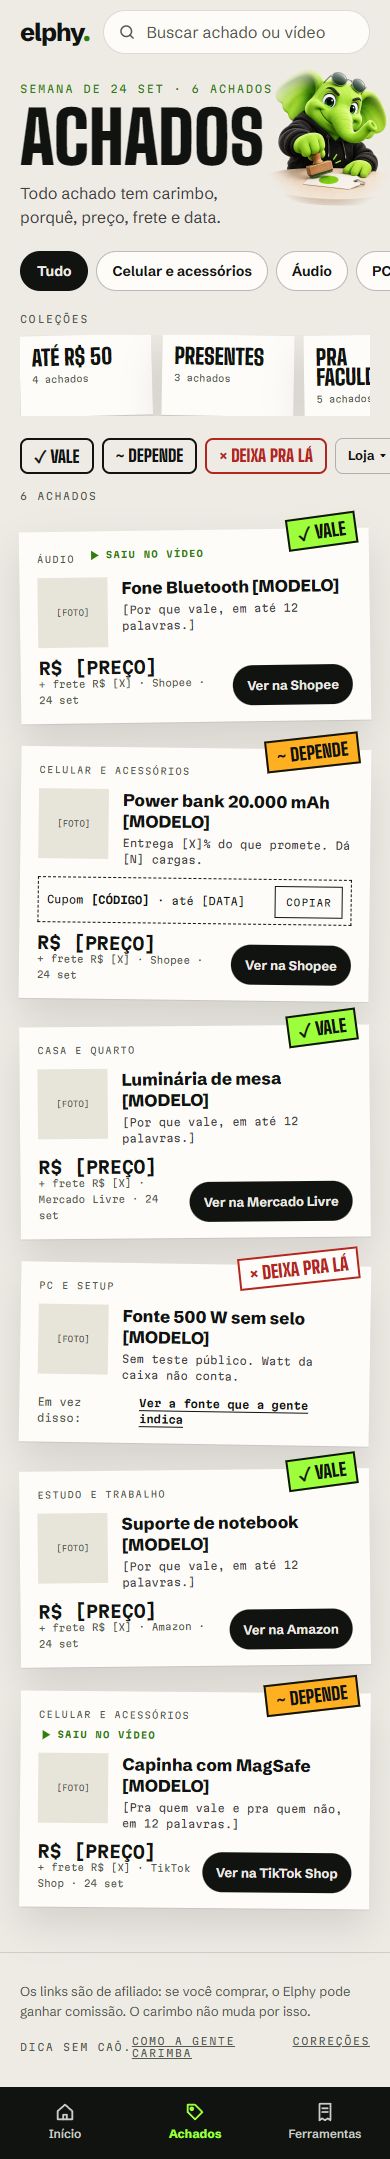 elphy.
Buscar achado ou vídeo
SEMANA DE 24 SET · 6 ACHADOS
ACHADOS
Todo achado tem carimbo,
porquê, preço, frete e data.
Tudo
Celular e acessórios
Áudio
PC
COLEÇÕES
ATÉ R$ 50
4 achados
PRESENTES
3 achados
PRA
FACULD
5 achados
✓ VALE
~ DEPENDE
× DEIXA PRA LÁ
Loja
6 ACHADOS
✓ VALE
ÁUDIO
▶ SAIU NO VÍDEO
[FOTO]
Fone Bluetooth [MODELO]
[Por que vale, em até 12
palavras.]
R$ [PREÇO]
+ frete R$ [X] · Shopee ·
24 set
Ver na Shopee
~ DEPENDE
CELULAR E ACESSÓRIOS
[FOTO]
Power bank 20.000 mAh
[MODELO]
Entrega [X]% do que promete. Dá
[N] cargas.
Cupom [CÓDIGO] · até [DATA]
COPIAR
R$ [PREÇO]
+ frete R$ [X] · Shopee ·
24 set
Ver na Shopee
✓ VALE
CASA E QUARTO
[FOTO]
Luminária de mesa
[MODELO]
[Por que vale, em até 12
palavras.]
R$ [PREÇO]
+ frete R$ [X] ·
Mercado Livre · 24
set
Ver na Mercado Livre
× DEIXA PRA LÁ
PC E SETUP
[FOTO]
Fonte 500 W sem selo
[MODELO]
Sem teste público. Watt da
caixa não conta.
Em vez
disso:
Ver a fonte que a gente
indica
✓ VALE
ESTUDO E TRABALHO
[FOTO]
Suporte de notebook
[MODELO]
[Por que vale, em até 12
palavras.]
R$ [PREÇO]
+ frete R$ [X] · Amazon ·
24 set
Ver na Amazon
~ DEPENDE
CELULAR E ACESSÓRIOS
▶ SAIU NO VÍDEO
[FOTO]
Capinha com MagSafe
[MODELO]
[Pra quem vale e pra quem não,
em 12 palavras.]
R$ [PREÇO]
+ frete R$ [X] · TikTok
Shop · 24 set
Ver na TikTok Shop
Os links são de afiliado: se você comprar, o Elphy pode
ganhar comissão. O carimbo não muda por isso.
DICA SEM CAÔ.
COMO A GENTE
CARIMBA
CORREÇÕES
Início
Achados
Ferramentas